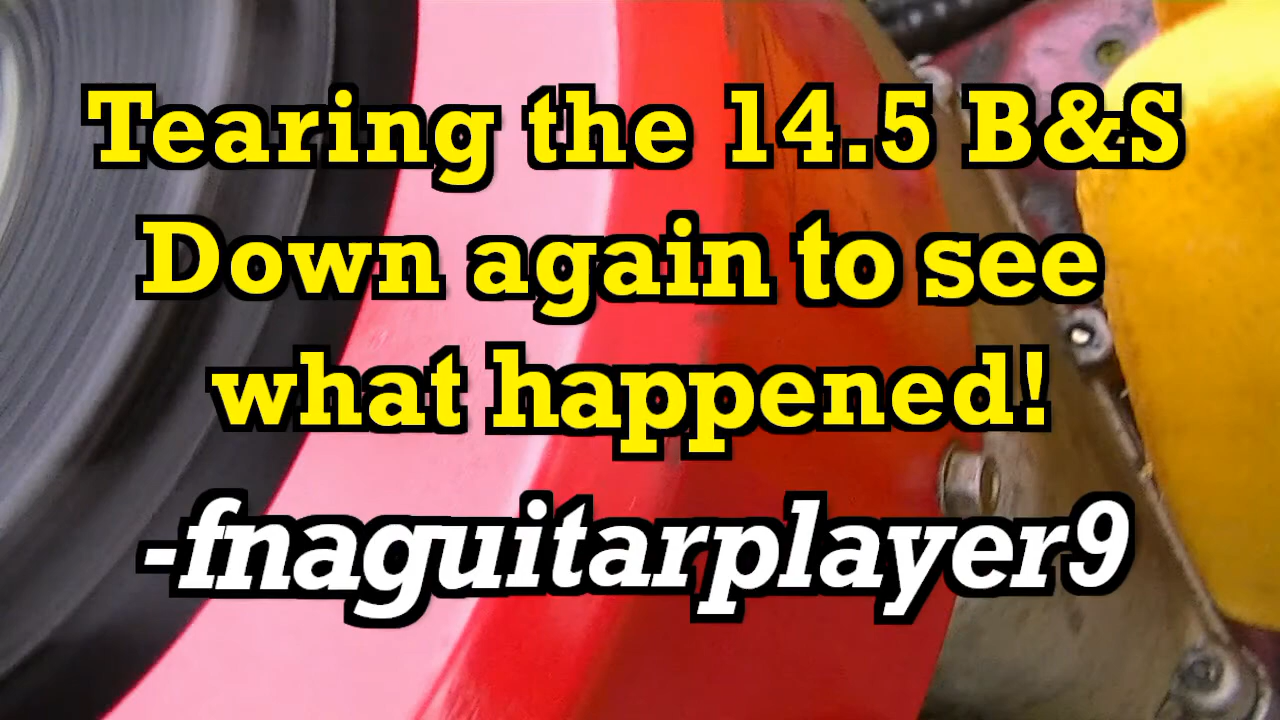 Tearing the 14.5 B&S
Down again to see
what happened!
-fnaguitarplayer9